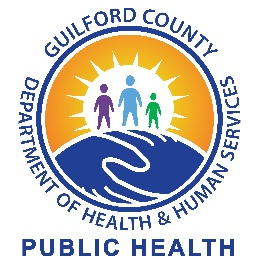 GUILFORD COUNTY
DEPARTMENT OF HEALTH & HUMAN SERVICES
PUBLIC HEALTH